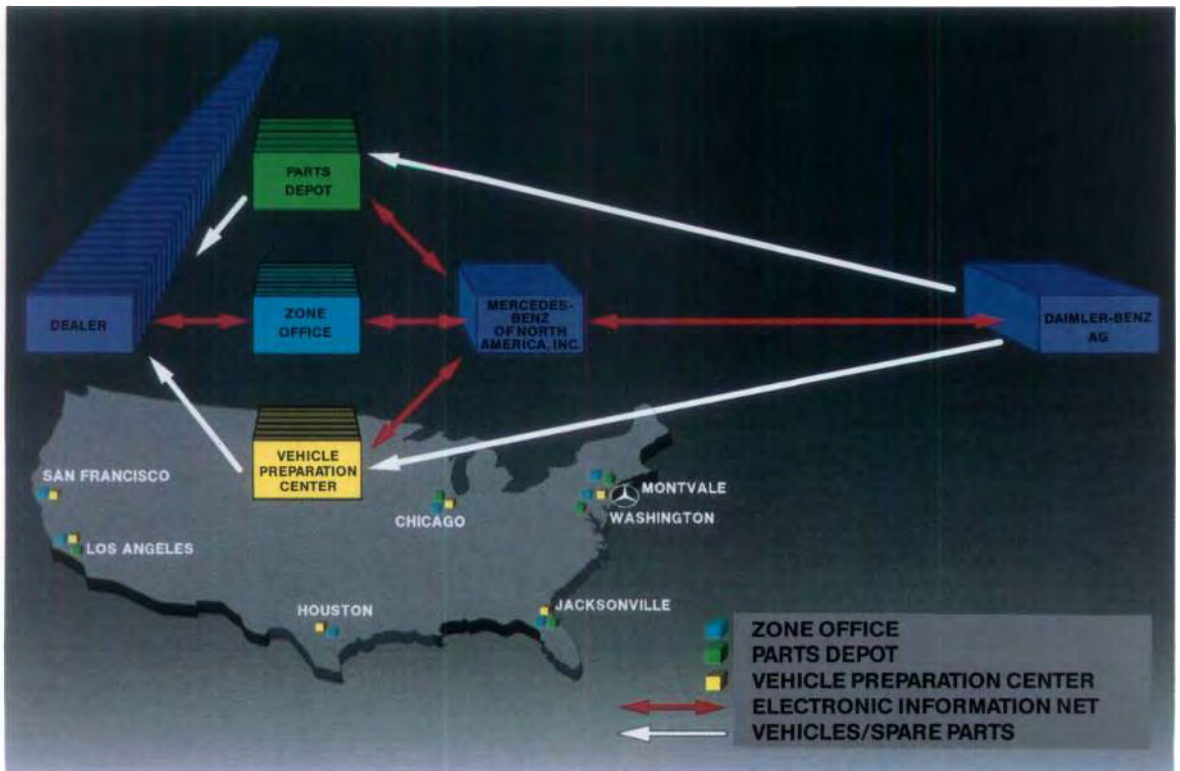 PARTS
DEPOT
DEALER
ZONE
OFFICE
MERCEDES-
BENZ
OF NORTH
AMERICA, INC.
DAIMLER-BENZ
AG
VEHICLE
PREPARATION
CENTER
SAN FRANCISCO
LOS ANGELES
HOUSTON
CHICAGO
MONTVALE
WASHINGTON
JACKSONVILLE
ZONE OFFICE
PARTS DEPOT
VEHICLE PREPARATION CENTER
ELECTRONIC INFORMATION NET
VEHICLES/SPARE PARTS